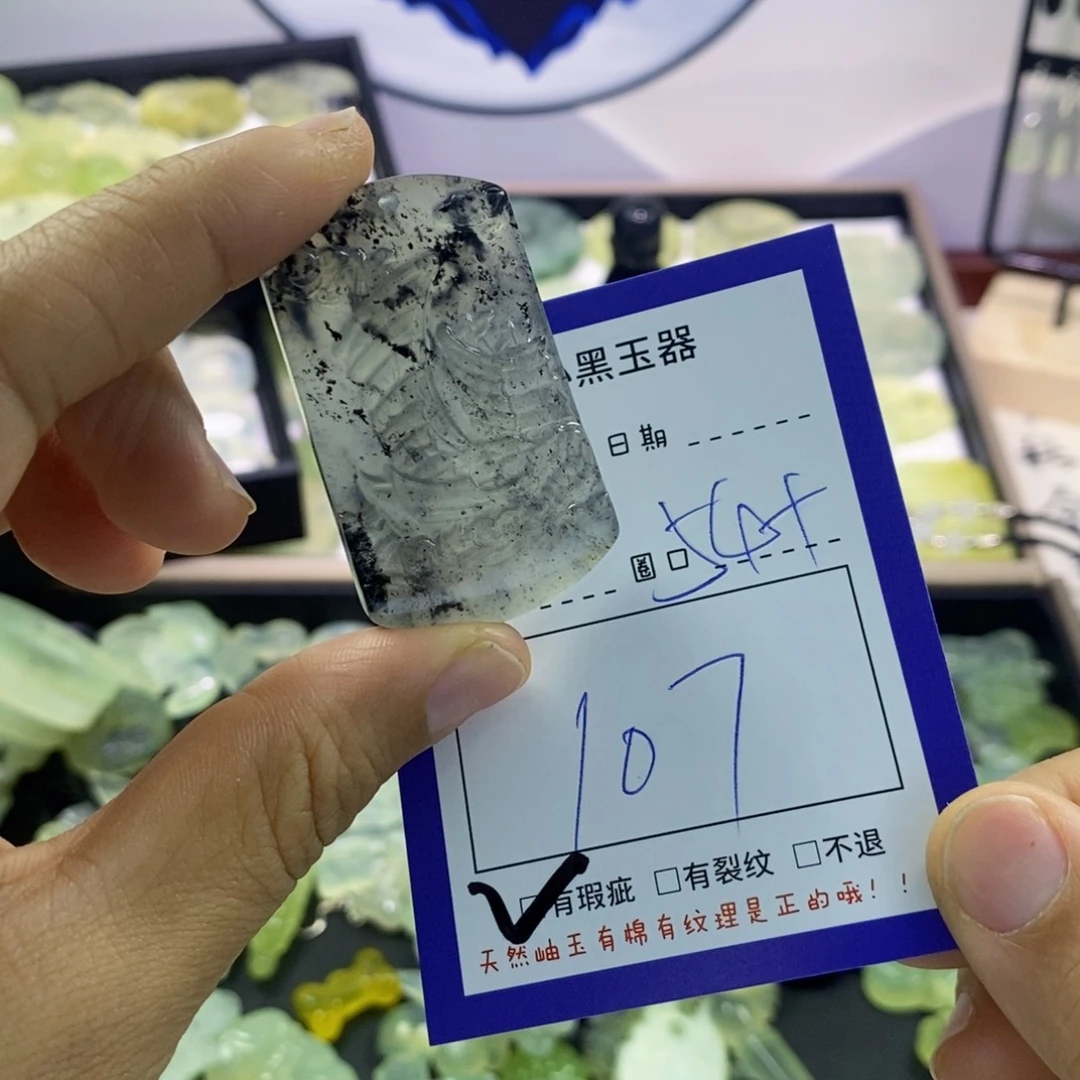 黑玉器
日期
圈口
107
□有瑕疵 □有裂纹 □不退
天然岫玉有棉有纹理是正的哦！！